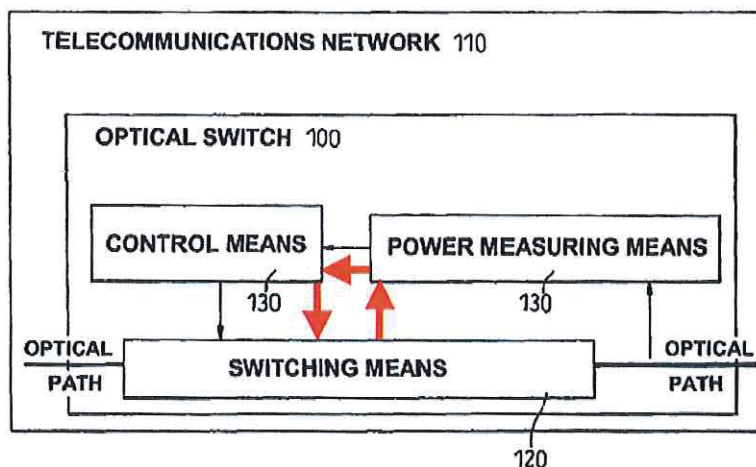 TELECOMMUNICATIONS NETWORK 110
OPTICAL SWITCH 100
CONTROL MEANS
POWER MEASURING MEANS
130
130
OPTICAL
PATH
SWITCHING MEANS
OPTICAL
PATH
120